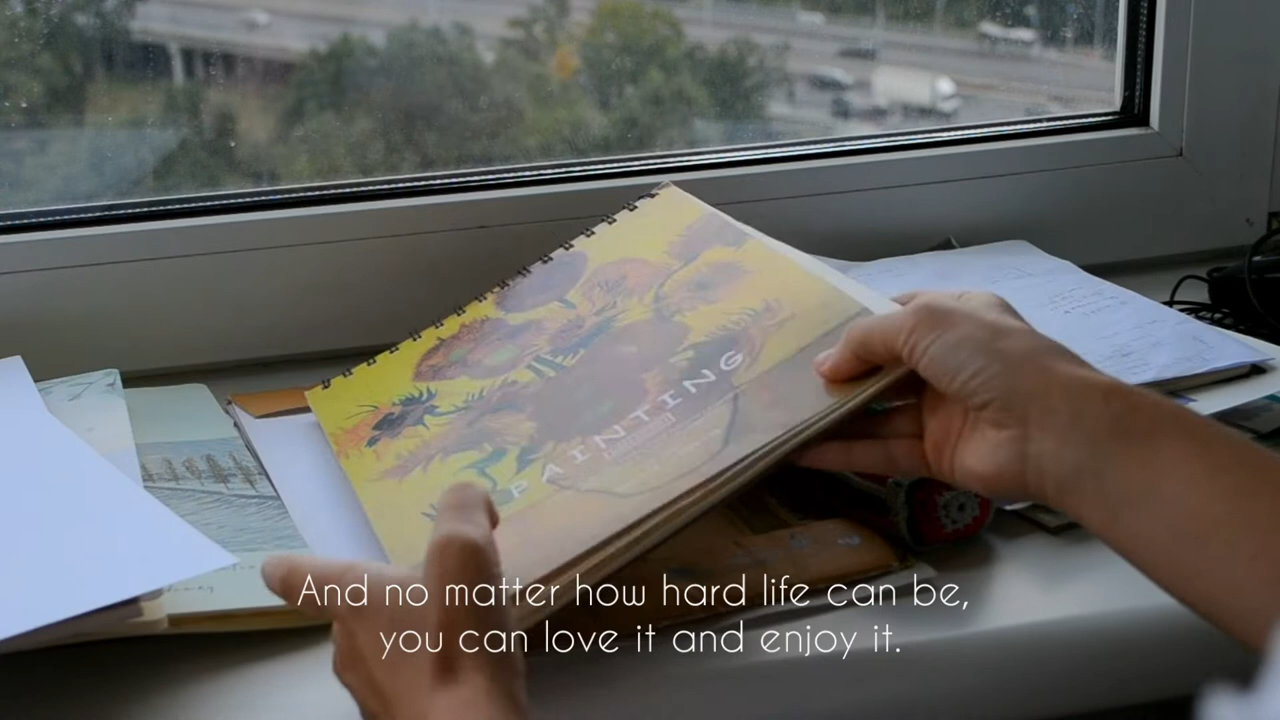 PAINTING
And no matter how hard life can be,
you can love it and enjoy it.